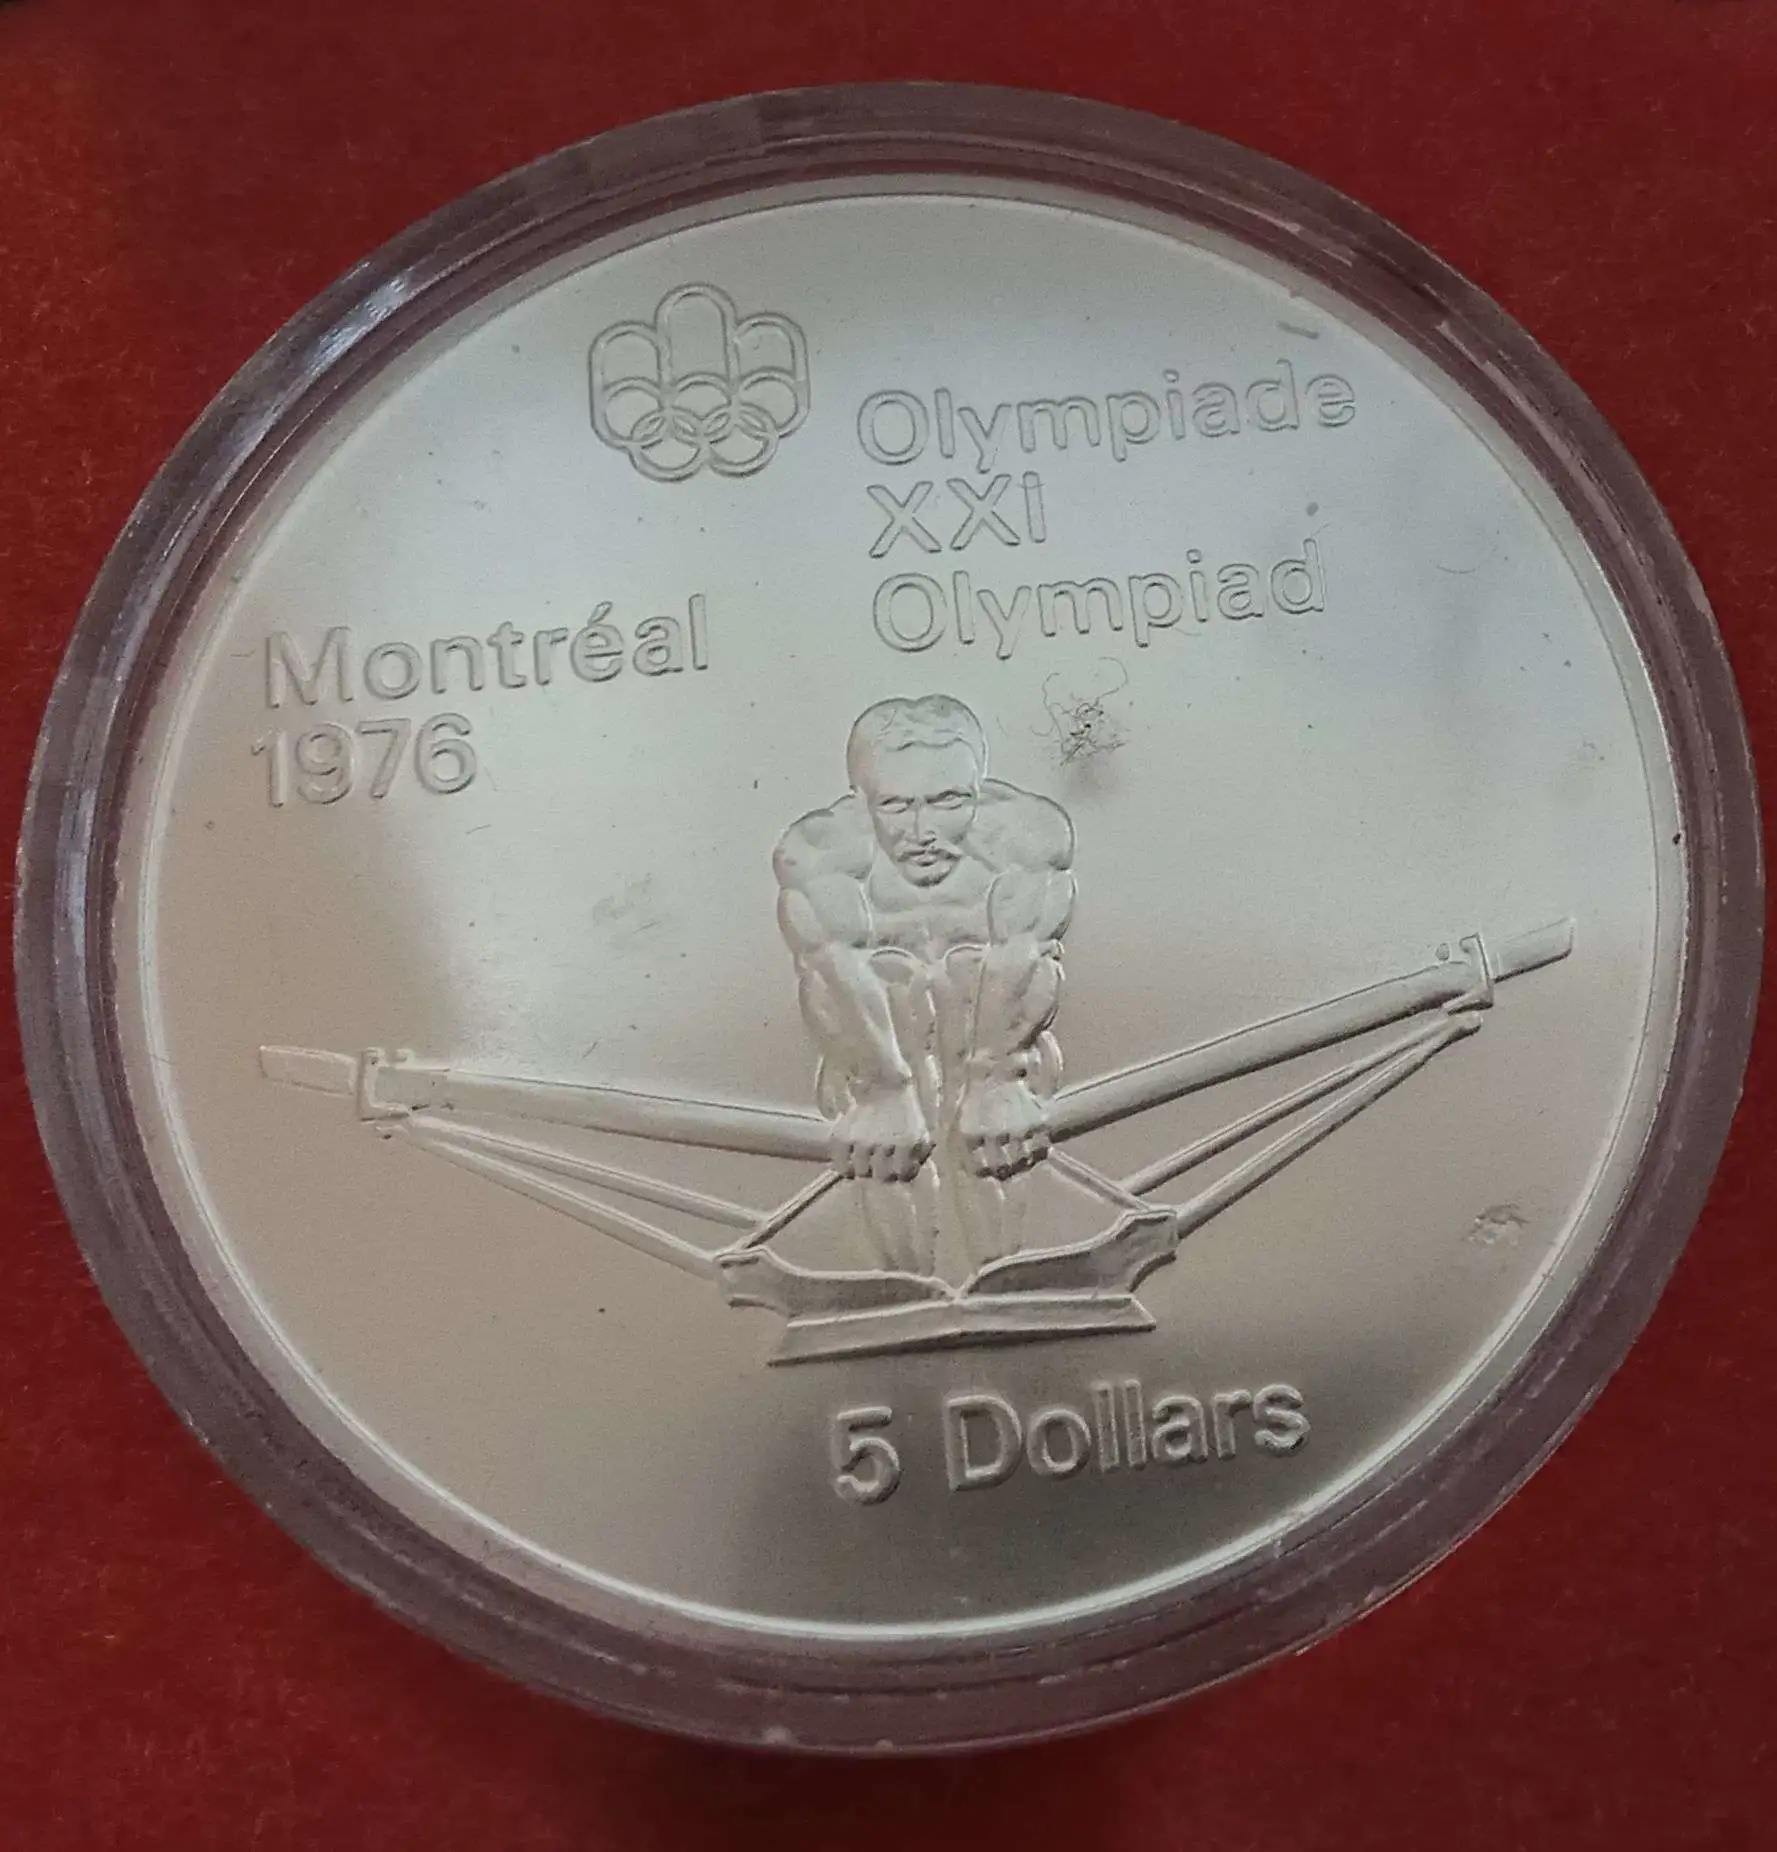 Olympiade
XXI
Olympiad
Montréal
1976
5 Dollars